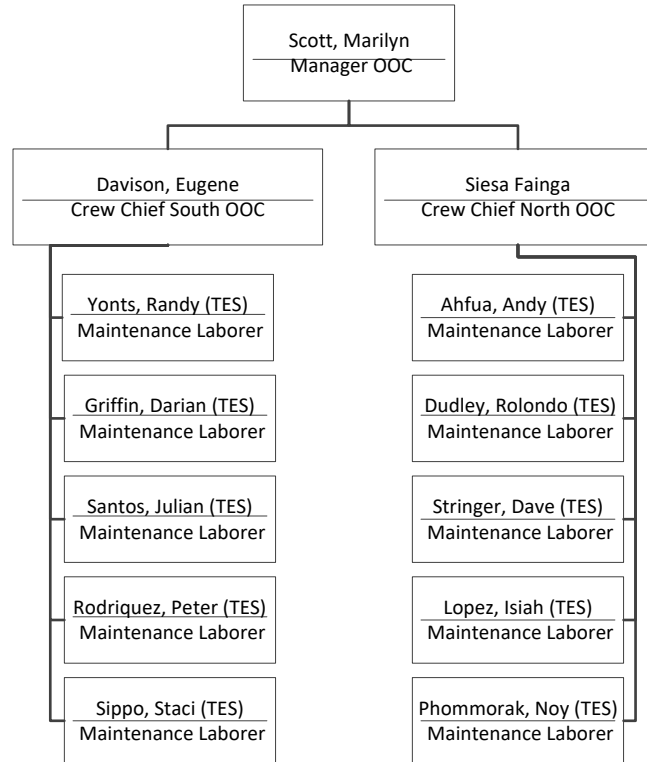 Scott, Marilyn
Manager OOC
Davison, Eugene
Crew Chief South OOC
Siesa Fainga
Crew Chief North OOC
Yonts, Randy (TES)
Maintenance Laborer
Griffin, Darian (TES)
Maintenance Laborer
Santos, Julian (TES)
Maintenance Laborer
Rodriquez, Peter (TES)
Maintenance Laborer
Sippo, Staci (TES)
Maintenance Laborer
Ahfua, Andy (TES)
Maintenance Laborer
Dudley, Rolondo (TES)
Maintenance Laborer
Stringer, Dave (TES)
Maintenance Laborer
Lopez, Isiah (TES)
Maintenance Laborer
Phommorak, Noy (TES)
Maintenance Laborer